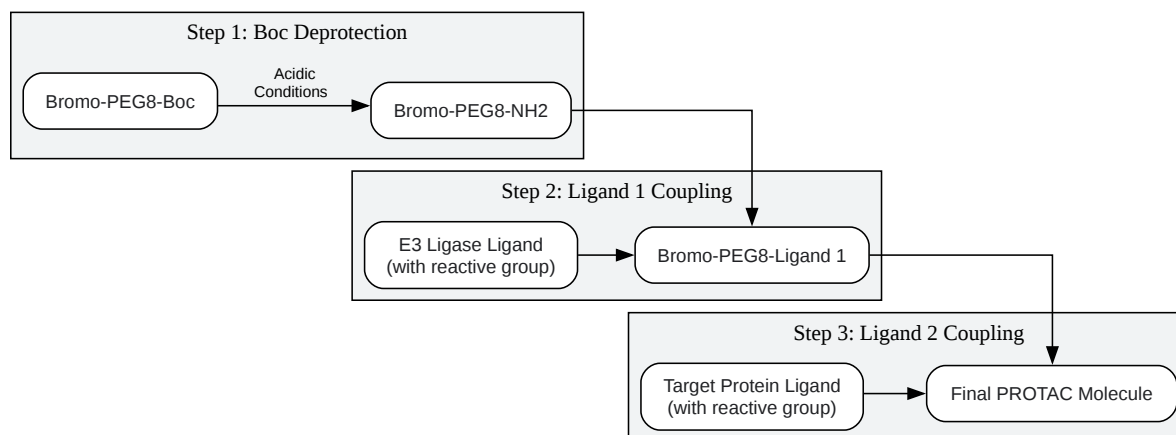 Step 1: Boc Deprotection
Bromo-PEG8-Boc
Acidic
Conditions
Bromo-PEG8-NH2
Step 2: Ligand 1 Coupling
E3 Ligase Ligand
(with reactive group)
Bromo-PEG8-Ligand 1
Step 3: Ligand 2 Coupling
Target Protein Ligand
(with reactive group)
Final PROTAC Molecule